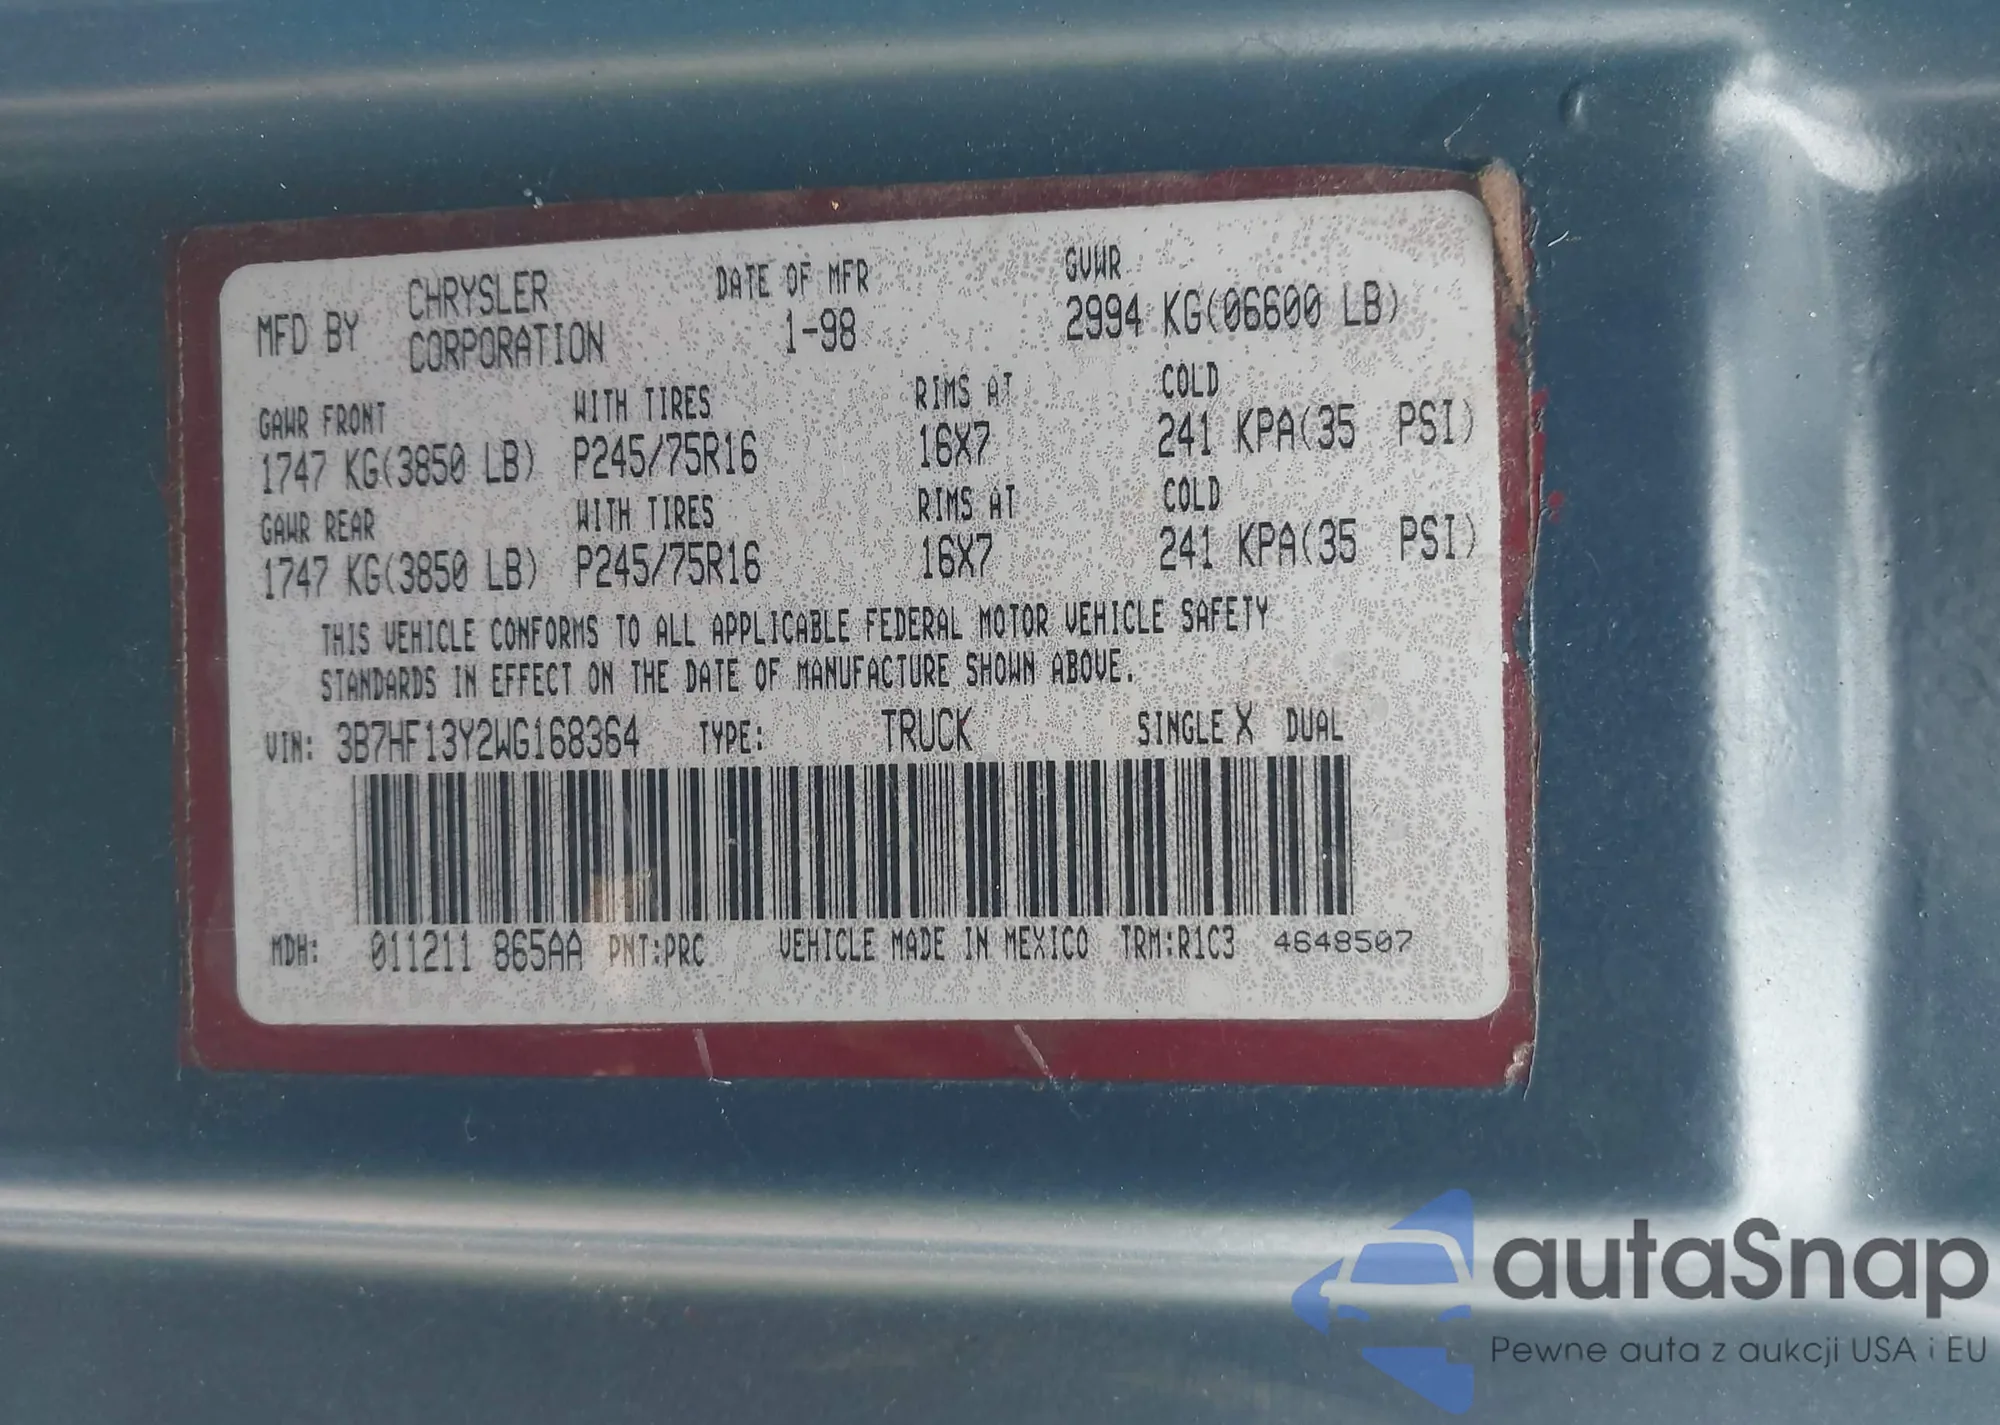 MFD BY CHRYSLER CORPORATION DATE OF MFR 1-98 GVWR 2994 KG(06600 LB)
GAWR FRONT WITH TIRES RIMS AT COLD
1747 KG(3850 LB) P245/75R16 16X7 241 KPA(35 PSI)
GAWR REAR WITH TIRES RIMS AT COLD
1747 KG(3850 LB) P245/75R16 16X7 241 KPA(35 PSI)
THIS VEHICLE CONFORMS TO ALL APPLICABLE FEDERAL MOTOR VEHICLE SAFETY
STANDARDS IN EFFECT ON THE DATE OF MANUFACTURE SHOWN ABOVE.
VIN: 3B7HF13Y2WG168364 TYPE: TRUCK SINGLE X DUAL
MDH: 011211 865AA PNT:PRC VEHICLE MADE IN MEXICO TRM:R1C3 4648507
autaSnap
Pewne auta z aukcji USA i EU